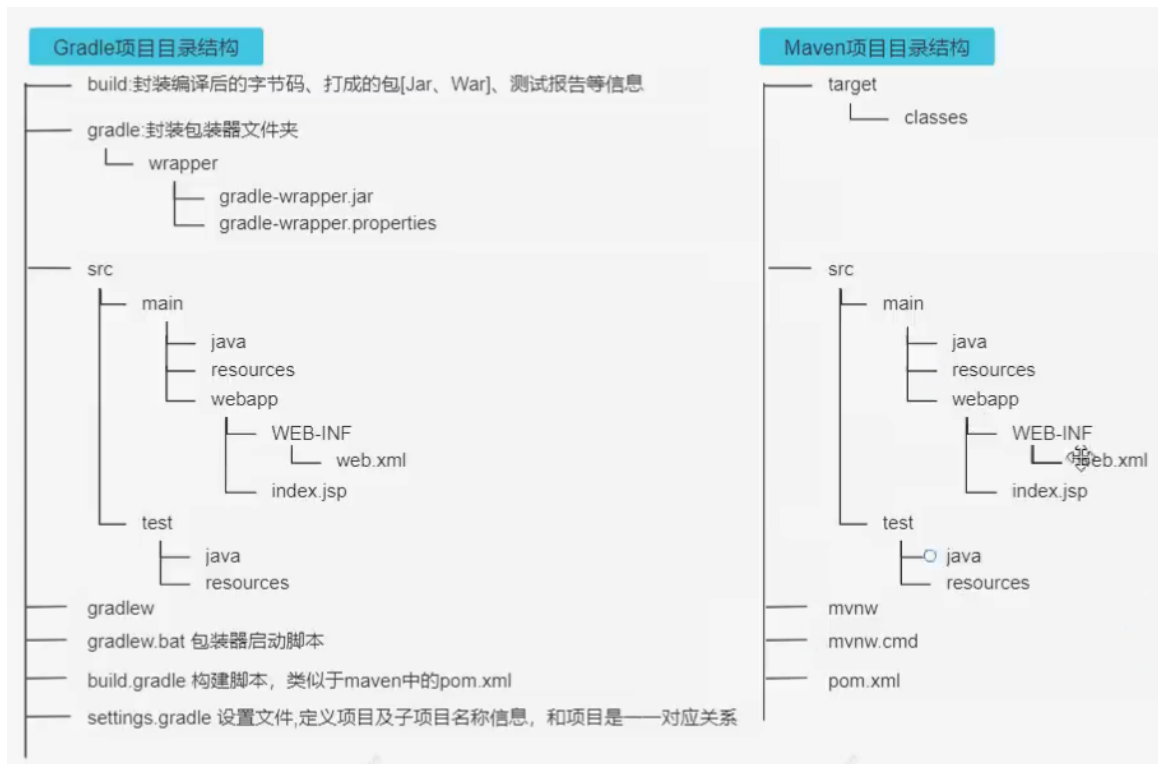 Gradle项目目录结构
build:封装编译后的字节码、打成的包[Jar、War]、测试报告等信息
gradle:封装包装器文件夹
wrapper
gradle-wrapper.jar
gradle-wrapper.properties
src
main
java
resources
webapp
WEB-INF
web.xml
index.jsp
test
java
resources
gradlew
gradlew.bat 包装器启动脚本
build.gradle 构建脚本，类似于maven中的pom.xml
settings.gradle 设置文件,定义项目及子项目名称信息，和项目是一一对应关系
Maven项目目录结构
target
classes
src
main
java
resources
webapp
WEB-INF
web.xml
index.jsp
test
java
resources
mvnw
mvnw.cmd
pom.xml